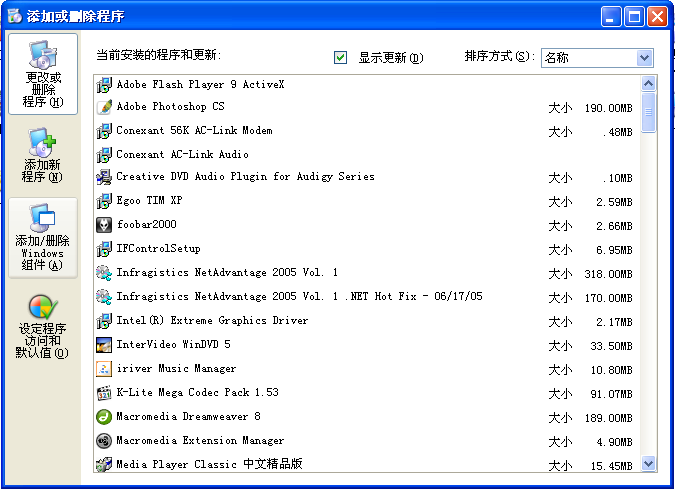 添加或删除程序
更改或
删除
程序(H)
添加新
程序(N)
添加/删除
Windows
组件(A)
设定程序
访问和
默认值(O)
当前安装的程序和更新: 显示更新(D) 排序方式(S): 名称
Adobe Flash Player 9 ActiveX
Adobe Photoshop CS 大小 190.00MB
Conexant 56K AC-Link Modem 大小 .48MB
Conexant AC-Link Audio
Creative DVD Audio Plugin for Audigy Series 大小 .10MB
Egoo TIM XP 大小 2.59MB
foobar2000 大小 2.66MB
IFControlSetup 大小 6.95MB
Infragistics NetAdvantage 2005 Vol. 1 大小 318.00MB
Infragistics NetAdvantage 2005 Vol. 1 .NET Hot Fix - 06/17/05 大小 170.00MB
Intel(R) Extreme Graphics Driver 大小 2.17MB
InterVideo WinDVD 5 大小 33.50MB
iriver Music Manager 大小 10.80MB
K-Lite Mega Codec Pack 1.53 大小 91.07MB
Macromedia Dreamweaver 8 大小 189.00MB
Macromedia Extension Manager 大小 4.90MB
Media Player Classic 中文精品版 大小 15.45MB